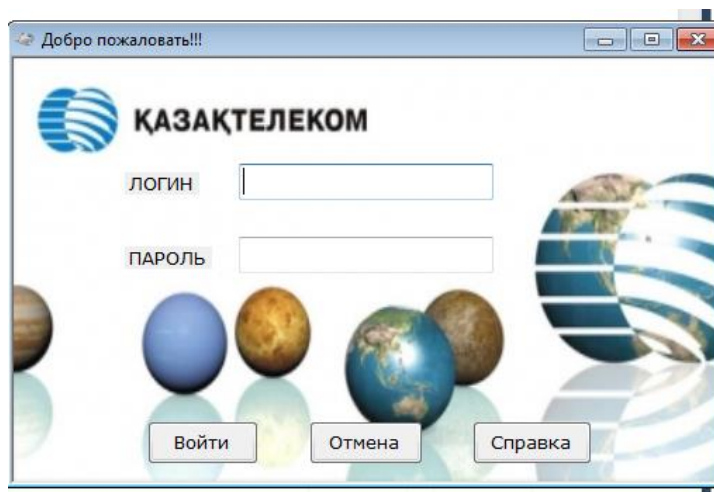 Добро пожаловать!!!
ҚАЗАҚТЕЛЕКОМ
ЛОГИН
ПАРОЛЬ
Войти Отмена Справка